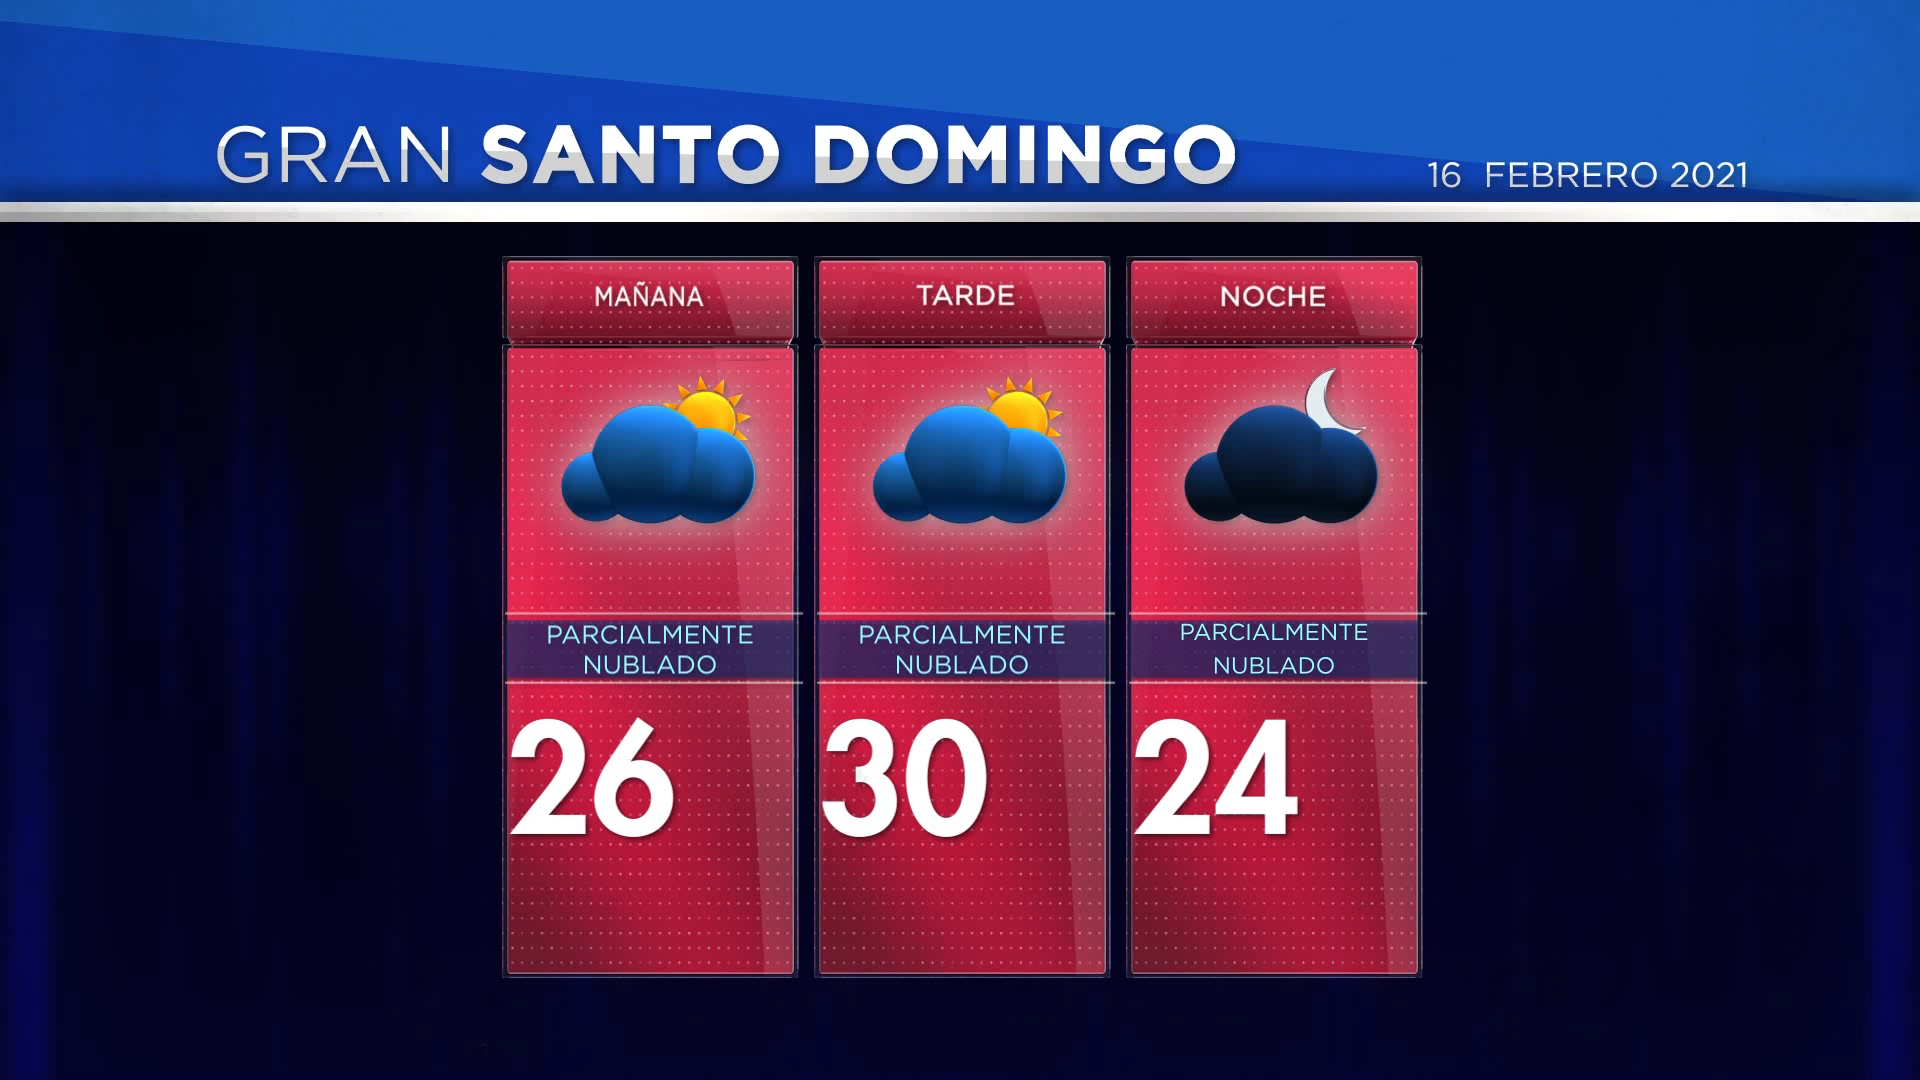 GRAN SANTO DOMINGO
16 FEBRERO 2021
MAÑANA
PARCIALMENTE
NUBLADO
26
TARDE
PARCIALMENTE
NUBLADO
30
NOCHE
PARCIALMENTE
NUBLADO
24